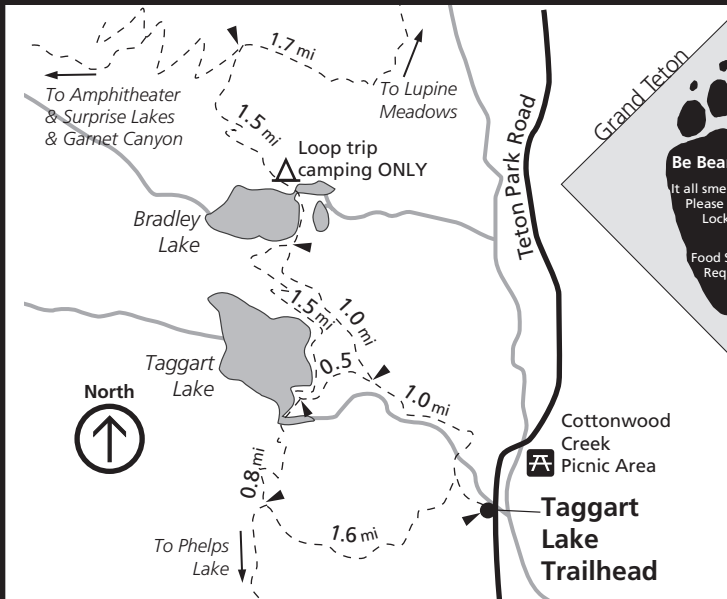 1.7 mi
To Amphitheater
& Surprise Lakes
& Garnet Canyon
To Lupine
Meadows
1.5 mi
Loop trip
camping ONLY
Bradley
Lake
Teton Park Road
Grand Teton
Be Bear
It all
Please
Lock
Food
1.5 mi
1.0 mi
Taggart
Lake
0.5
1.0 mi
North
Cottonwood
Creek
Picnic Area
0.8 mi
Taggart
Lake
Trailhead
1.6 mi
To Phelps
Lake